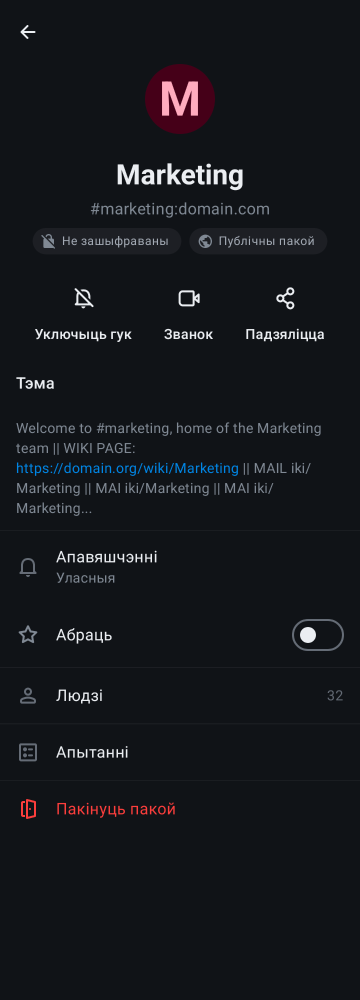 M
Marketing
#marketing:domain.com
Не зашыфраваны
Публічны пакой
Уключыць гук
Званок
Падзяліцца
Тэма
Welcome to #marketing, home of the Marketing
team || WIKI PAGE:
https://domain.org/wiki/Marketing || MAIL iki/
Marketing || MAI iki/Marketing || MAI iki/
Marketing...
Апавяшчэнні
Уласныя
Абраць
Людзі 32
Апытанні
Пакінуць пакой